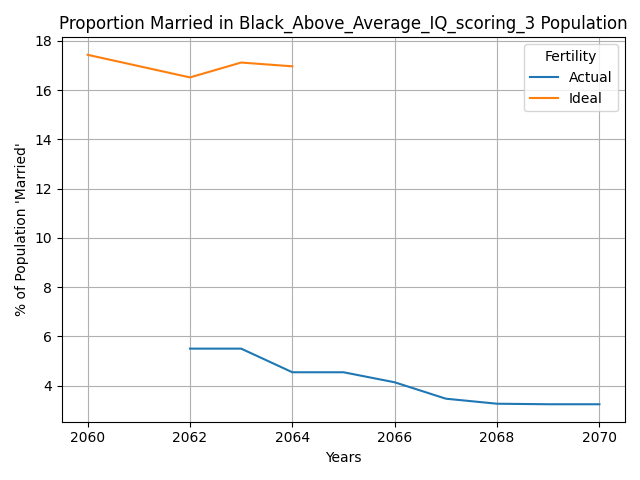 Proportion Married in Black_Above_Average_IQ_scoring_3 Population
Fertility
Actual
Ideal
% of Population 'Married'
18
16
14
12
10
8
6
4
2060 2062 2064 2066 2068 2070
Years